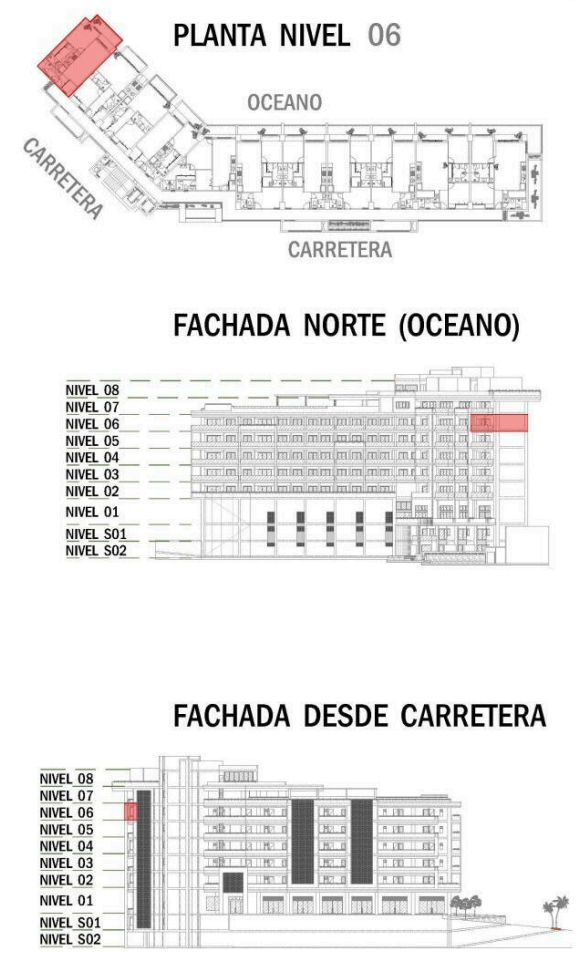 PLANTA NIVEL 06
OCEANO
CARRETERA
CARRETERA
FACHADA NORTE (OCEANO)
NIVEL 08
NIVEL 07
NIVEL 06
NIVEL 05
NIVEL 04
NIVEL 03
NIVEL 02
NIVEL 01
NIVEL S01
NIVEL S02
FACHADA DESDE CARRETERA
NIVEL 08
NIVEL 07
NIVEL 06
NIVEL 05
NIVEL 04
NIVEL 03
NIVEL 02
NIVEL 01
NIVEL S01
NIVEL S02